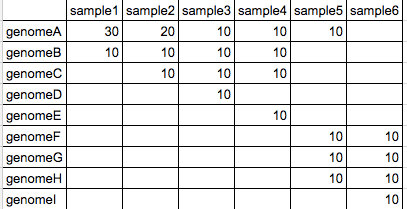 sample1 sample2 sample3 sample4 sample5 sample6
genomeA 30 20 10 10 10
genomeB 10 10 10 10
genomeC 10 10 10
genomeD 10
genomeE 10
genomeF 10 10
genomeG 10 10
genomeH 10 10
genomeI 10